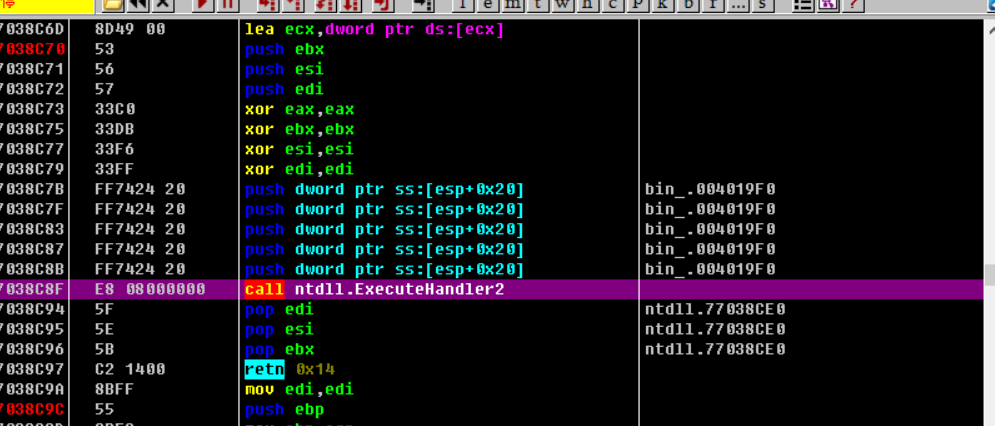 停
l e m t w h c P k b r ... s ?
7038C6D 8D49 00 lea ecx,dword ptr ds:[ecx]
7038C70 53 push ebx
7038C71 56 push esi
7038C72 57 push edi
7038C73 33C0 xor eax,eax
7038C75 33DB xor ebx,ebx
7038C77 33F6 xor esi,esi
7038C79 33FF xor edi,edi
7038C7B FF7424 20 push dword ptr ss:[esp+0x20] bin_.004019F0
7038C7F FF7424 20 push dword ptr ss:[esp+0x20] bin_.004019F0
7038C83 FF7424 20 push dword ptr ss:[esp+0x20] bin_.004019F0
7038C87 FF7424 20 push dword ptr ss:[esp+0x20] bin_.004019F0
7038C8B FF7424 20 push dword ptr ss:[esp+0x20] bin_.004019F0
7038C8F E8 08000000 call ntdll.ExecuteHandler2
7038C94 5F pop edi ntdll.77038CE0
7038C95 5E pop esi ntdll.77038CE0
7038C96 5B pop ebx ntdll.77038CE0
7038C97 C2 1400 retn 0x14
7038C9A 8BFF mov edi,edi
7038C9C 55 push ebp